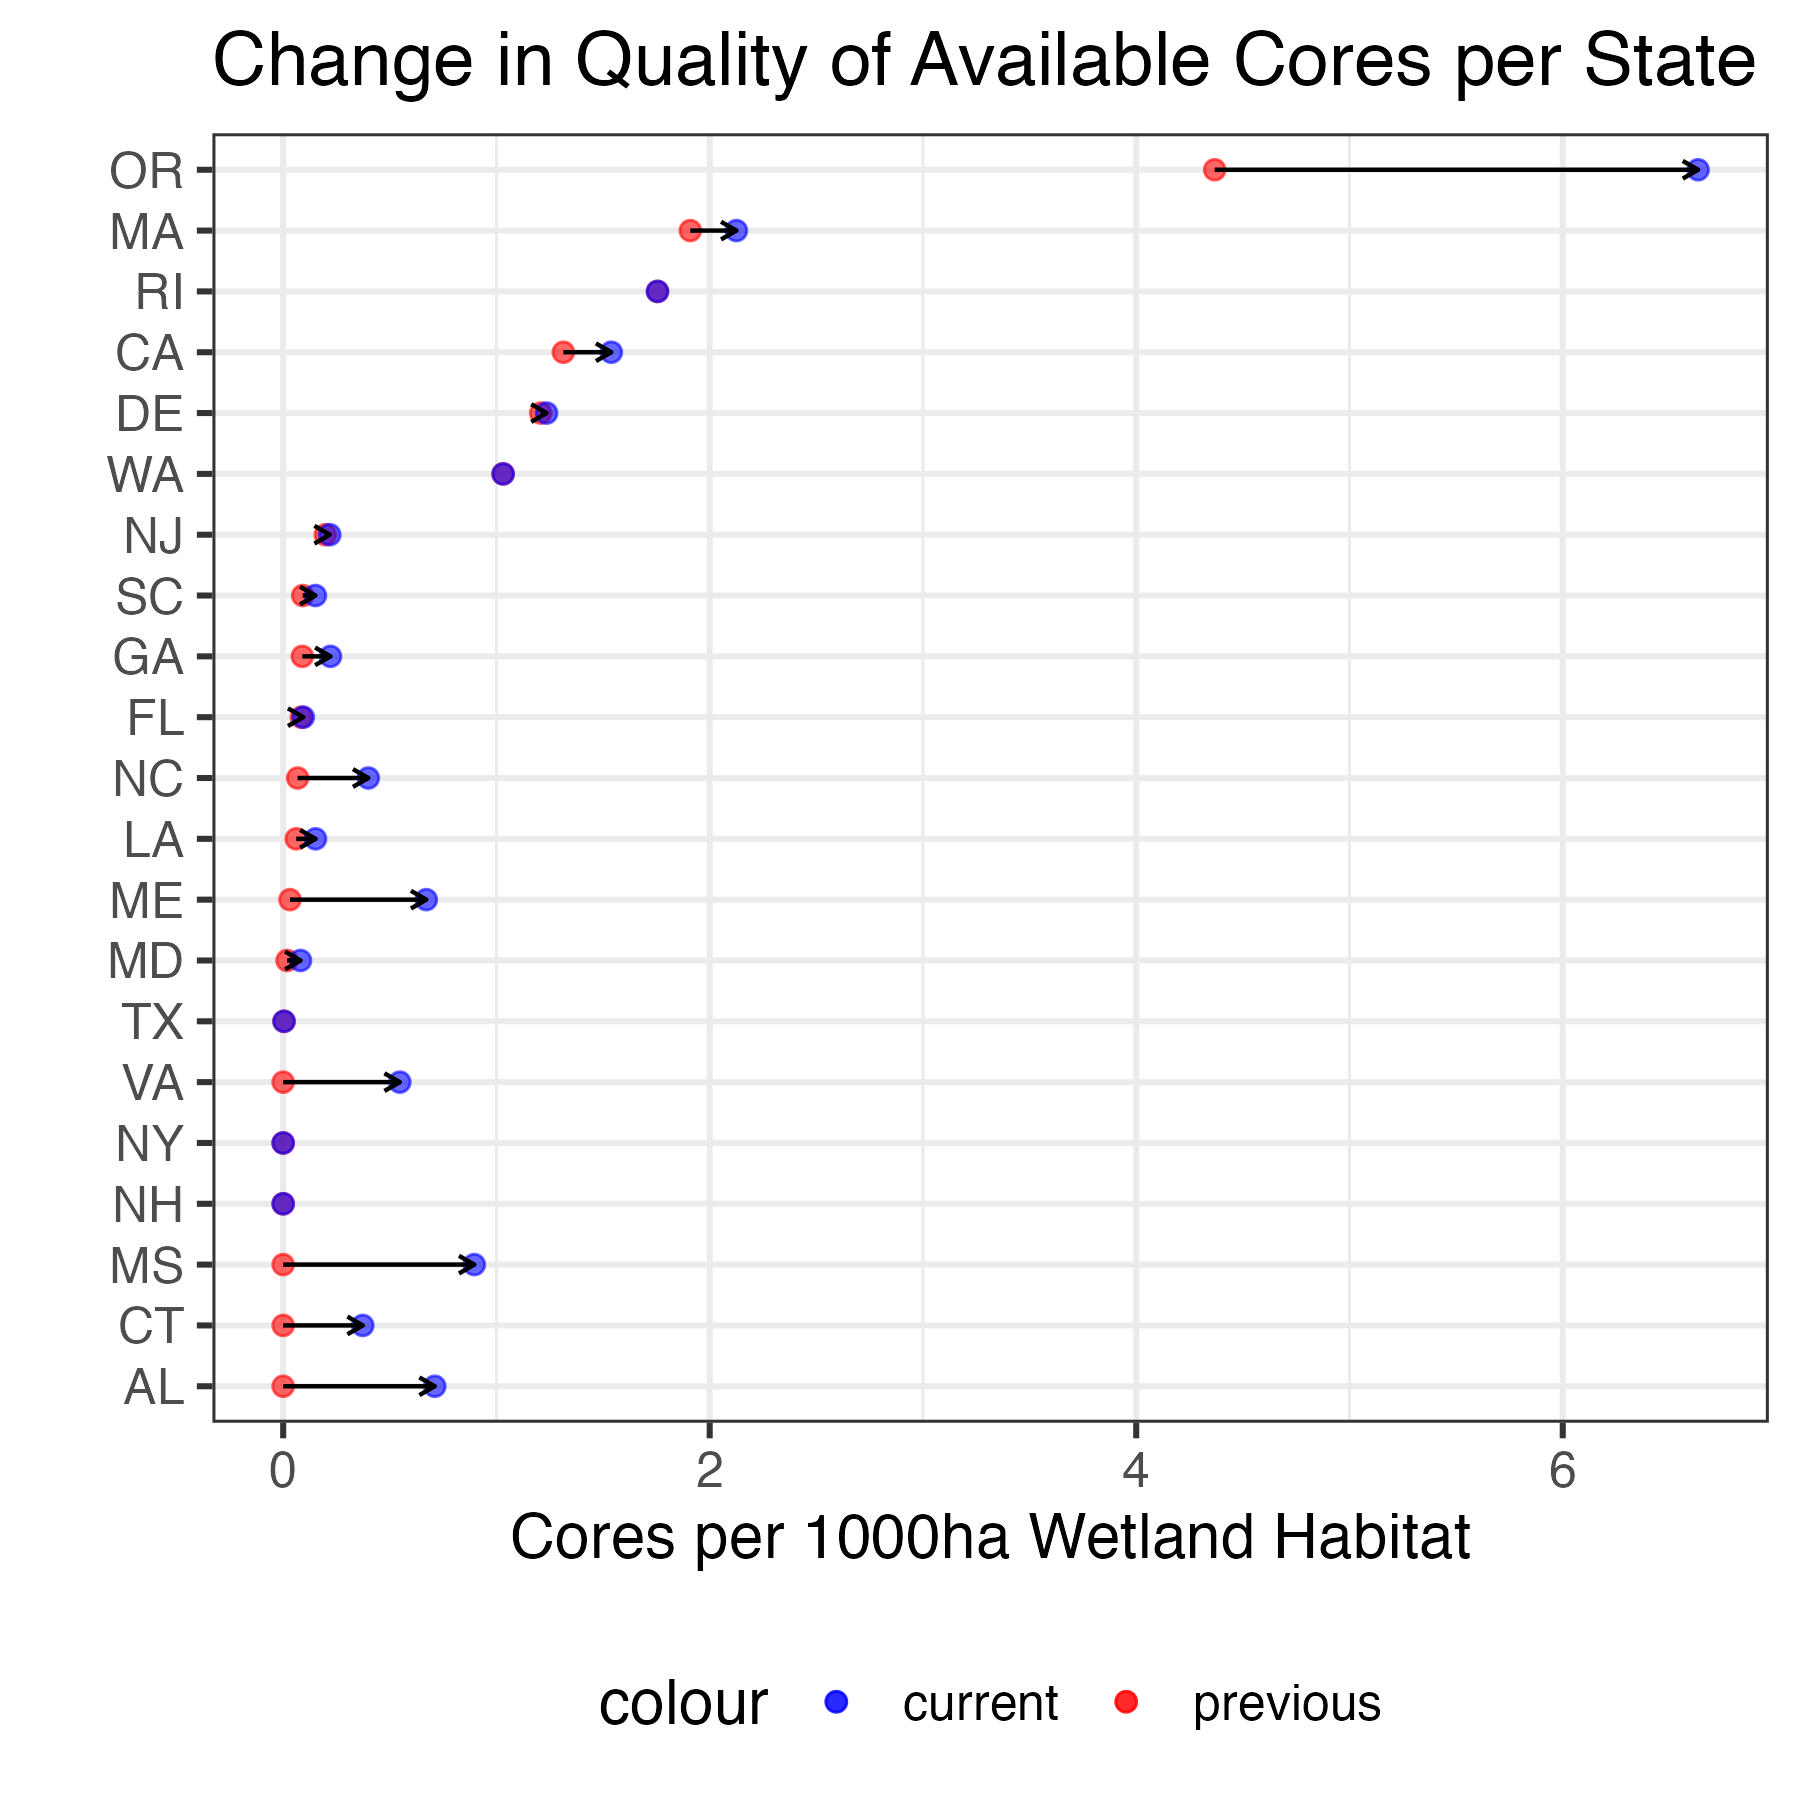 Change in Quality of Available Cores per State
OR
MA
RI
CA
DE
WA
NJ
SC
GA
FL
NC
LA
ME
MD
TX
VA
NY
NH
MS
CT
AL
0 2 4 6
Cores per 1000ha Wetland Habitat
colour current previous